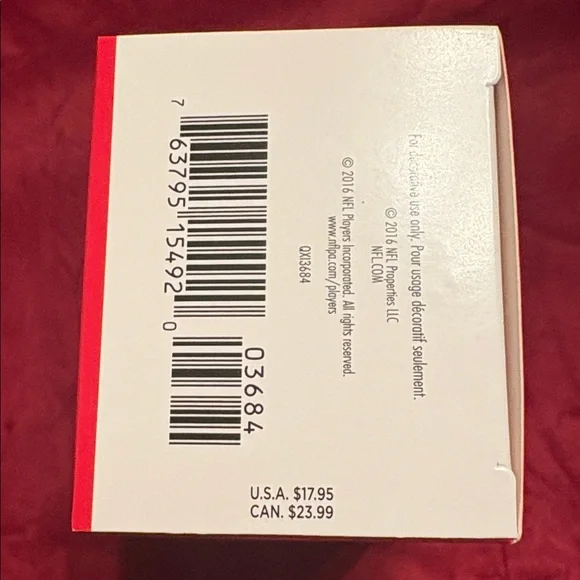 For decorative use only. Pour usage décoratif seulement.
© 2016 NFL Properties LLC
NFL.COM
© 2016 NFL Players Incorporated. All rights reserved.
www.nflpa.com/players
QXI3684
7 63795 15492 0
03684
U.S.A. $17.95
CAN. $23.99